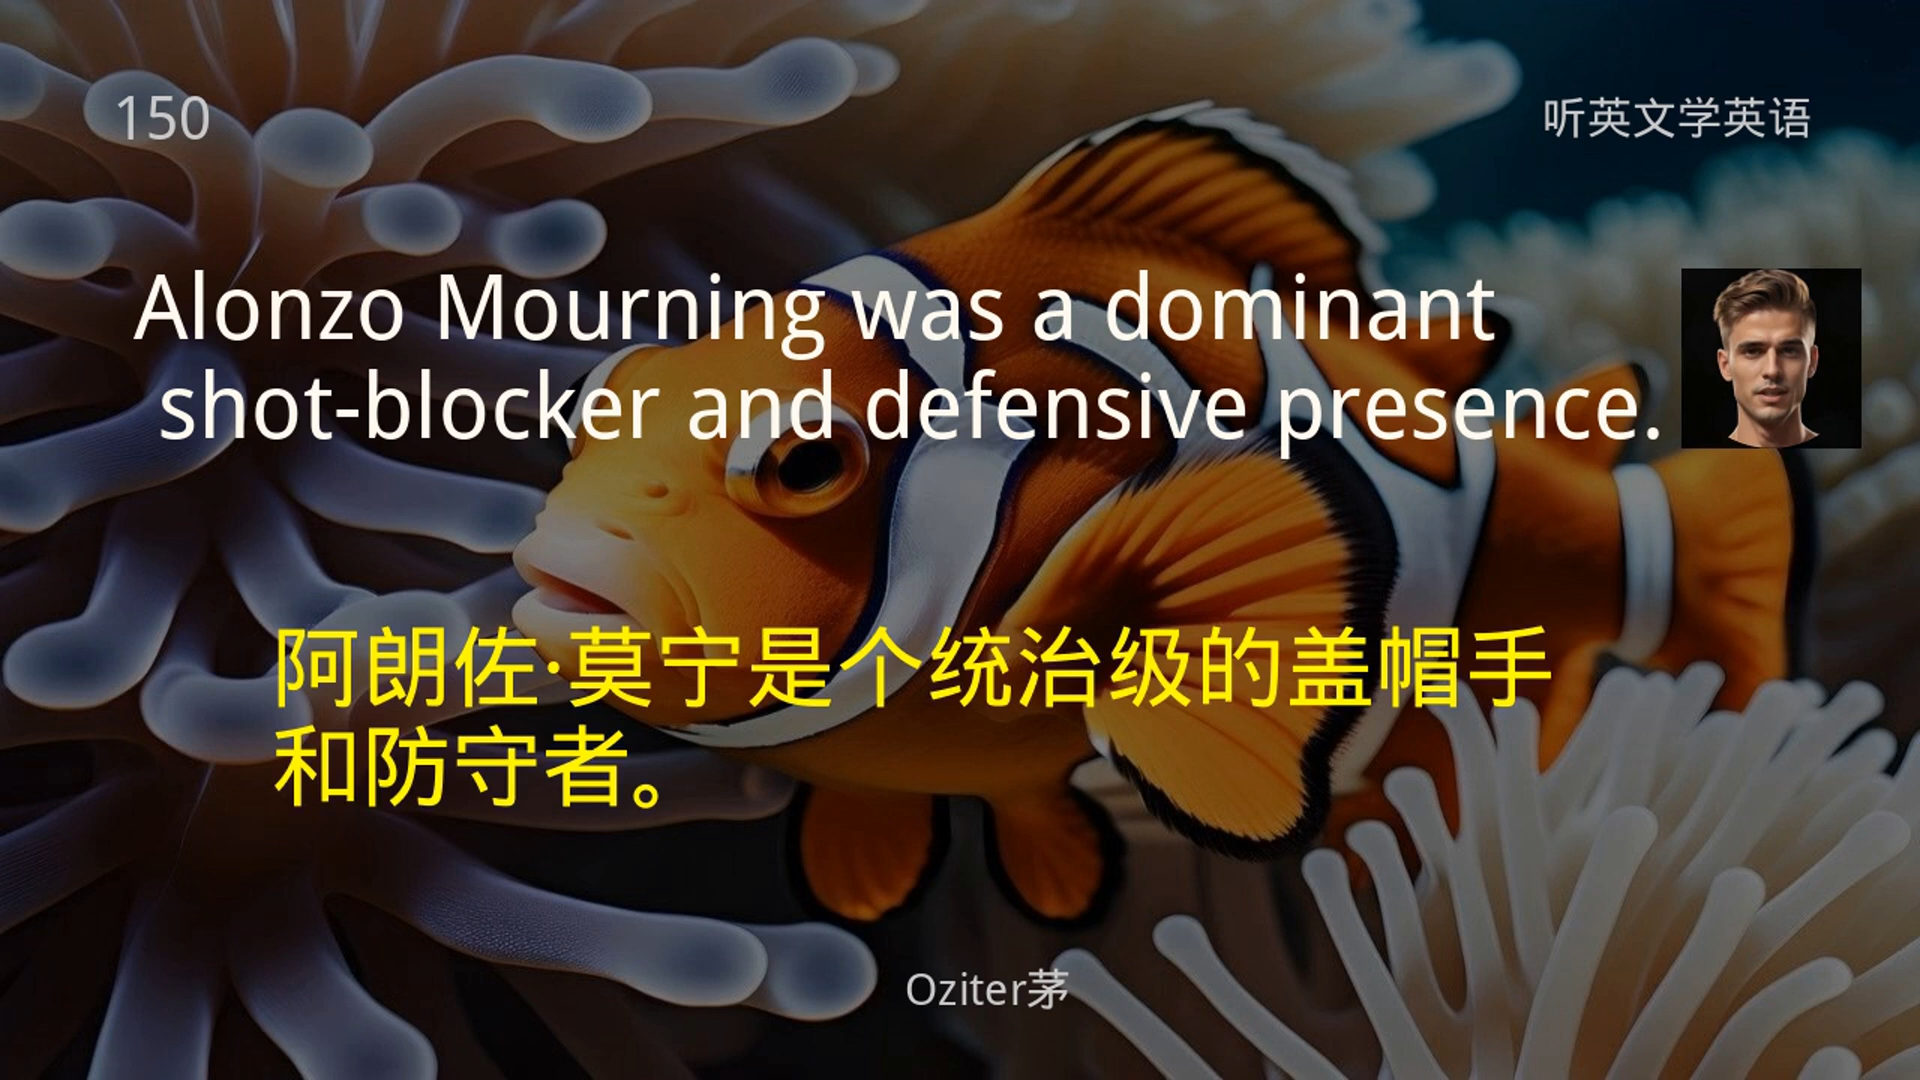 150
听英文学英语
Alonzo Mourning was a dominant
shot-blocker and defensive presence.
阿朗佐·莫宁是个统治级的盖帽手
和防守者。
Oziter茅